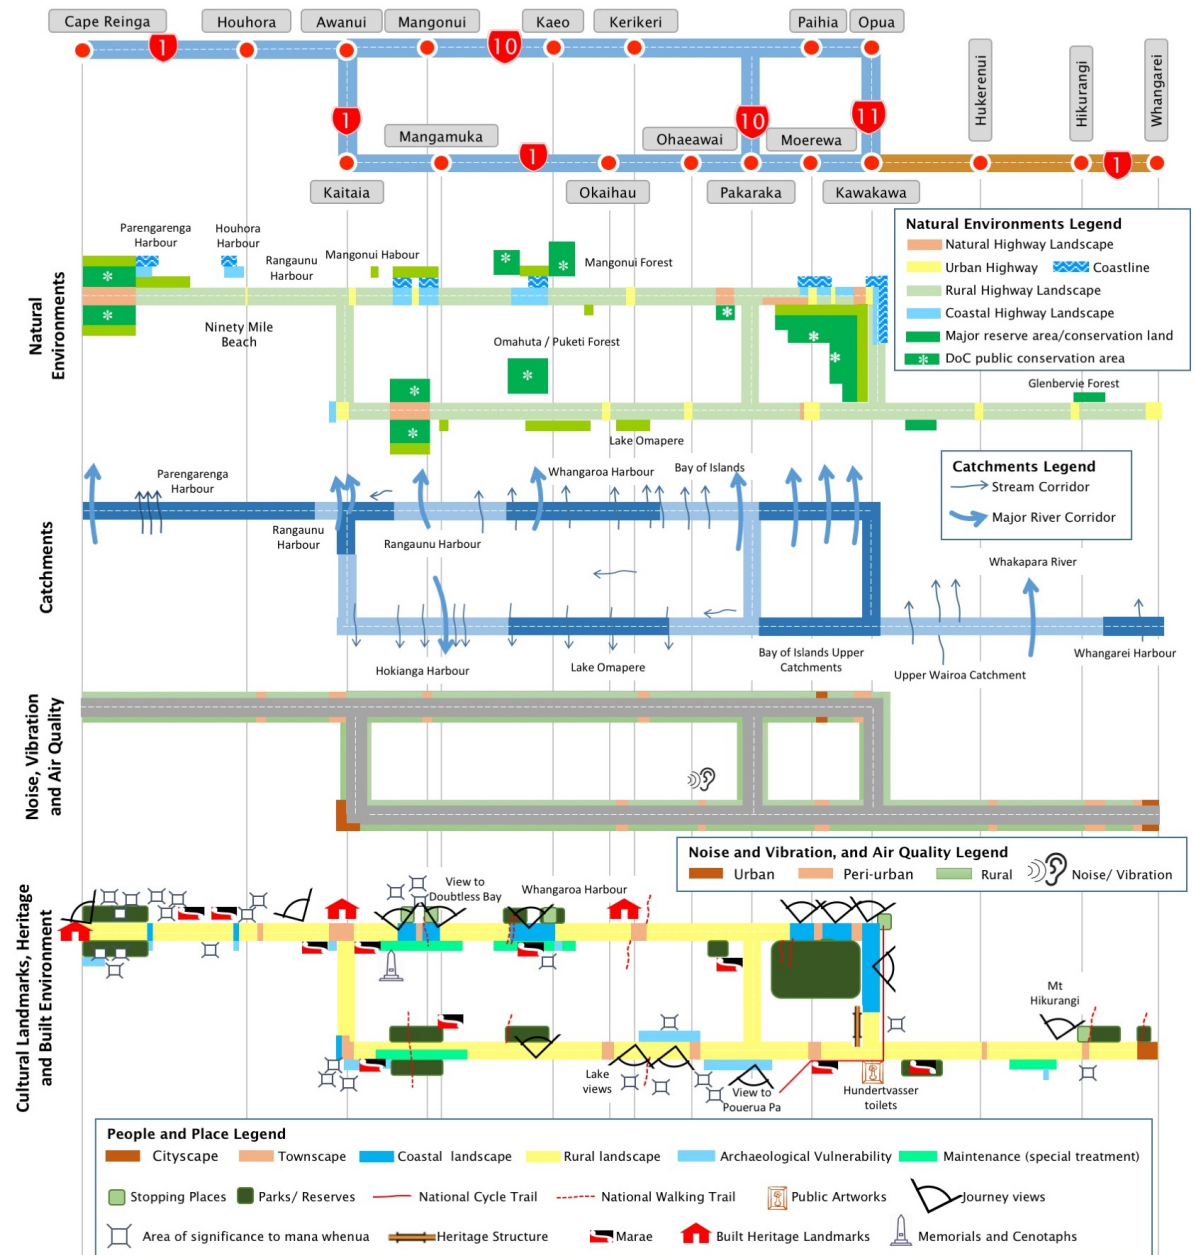 Cape Reinga
Houhora
Awanui
Mangonui
Kaeo
Kerikeri
Paihia
Opua
1
10
Hukerenui
Hikurangi
Whangarei
1
10
11
Mangamuka
1
Ohaeawai
Moerewa
1
Kaitaia
Okaihau
Pakaraka
Kawakawa
Natural
Environments
Parengarenga
Harbour
Houhora
Harbour
Rangaunu
Harbour
Mangonui Habour
Mangonui Forest
Ninety Mile
Beach
Omahuta / Puketi Forest
Lake Omapere
Glenbervie Forest
Natural Environments Legend
Natural Highway Landscape
Urban Highway
Coastline
Rural Highway Landscape
Coastal Highway Landscape
Major reserve area/conservation land
DoC public conservation area
Catchments
Parengarenga
Harbour
Rangaunu
Harbour
Rangaunu Harbour
Whangaroa Harbour
Bay of Islands
Hokianga Harbour
Lake Omapere
Bay of Islands Upper
Catchments
Upper Wairoa Catchment
Whakapara River
Whangarei Harbour
Catchments Legend
Stream Corridor
Major River Corridor
Noise, Vibration
and Air Quality
Noise and Vibration, and Air Quality Legend
Urban
Peri-urban
Rural
Noise/ Vibration
Cultural Landmarks, Heritage
and Built Environment
View to
Doubtless Bay
Whangaroa Harbour
Mt
Hikurangi
Lake
views
View to
Pouerua Pa
Hundertvasser
toilets
People and Place Legend
Cityscape
Townscape
Coastal landscape
Rural landscape
Archaeological Vulnerability
Maintenance (special treatment)
Stopping Places
Parks/ Reserves
National Cycle Trail
National Walking Trail
Public Artworks
Journey views
Area of significance to mana whenua
Heritage Structure
Marae
Built Heritage Landmarks
Memorials and Cenotaphs